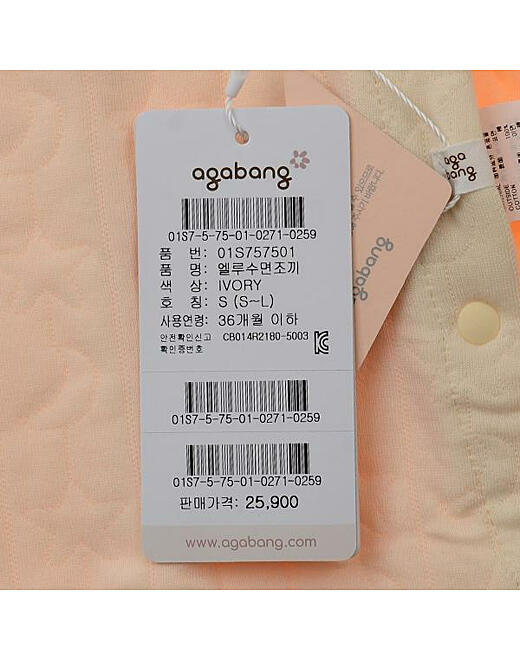 agabang
01S7-5-75-01-0271-0259
품 번: 01S757501
품 명: 엘루수면조끼
색 상: IVORY
호 칭: S (S~L)
사용연령: 36개월 이하
안전확인신고 CB014R2180-5003
확인증번호
01S7-5-75-01-0271-0259
01S7-5-75-01-0271-0259
판매가격: 25,900
www.agabang.com
agabang
aga
bang
OUTSIDE
COTTON